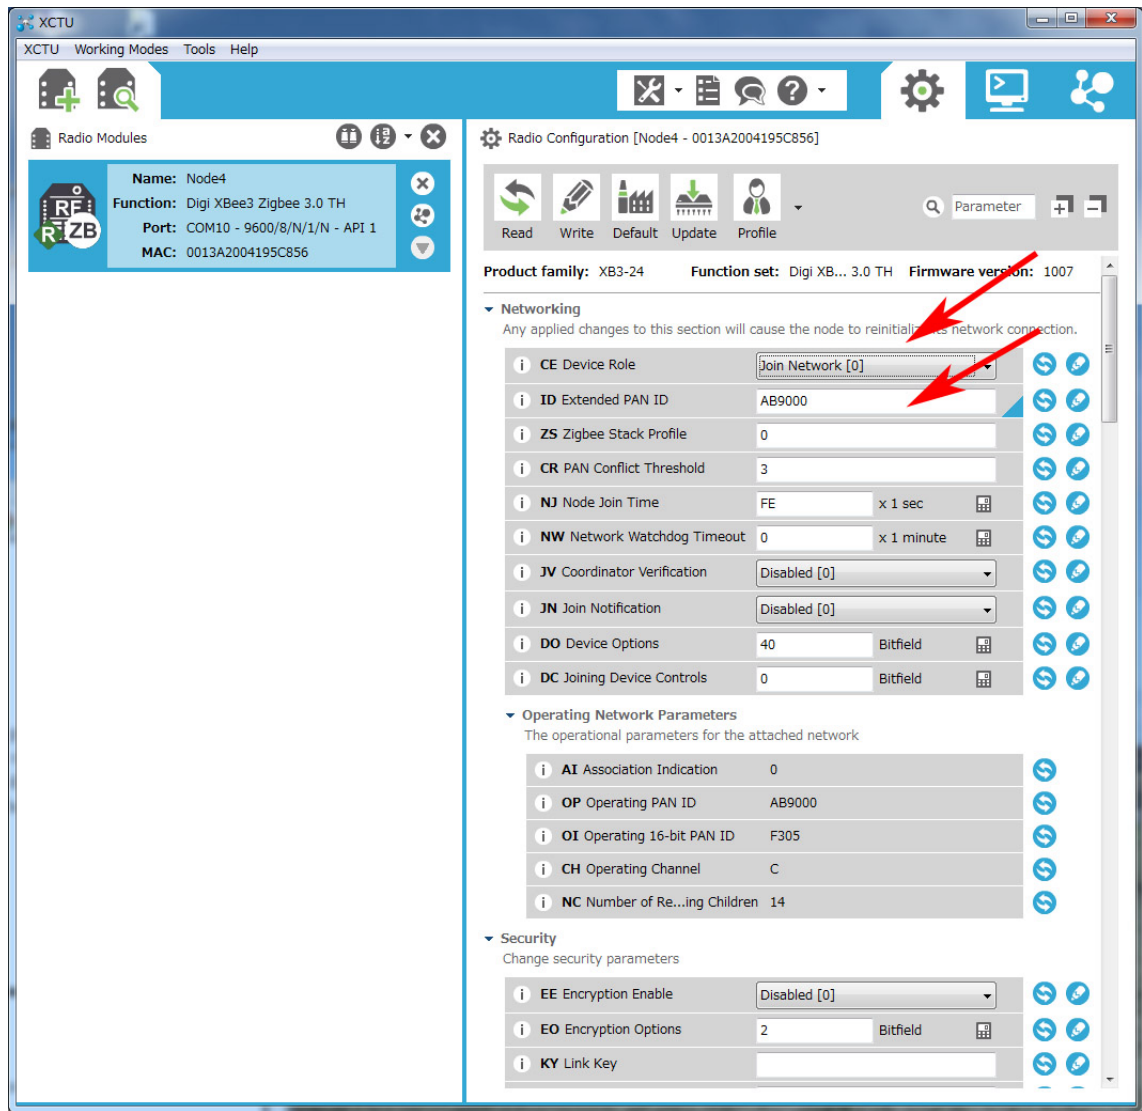 XCTU
XCTU Working Modes Tools Help
Radio Modules
Name: Node4
Function: Digi XBee3 Zigbee 3.0 TH
Port: COM10 - 9600/8/N/1/N - API 1
MAC: 0013A2004195C856
RF
R ZB
Radio Configuration [Node4 - 0013A2004195C856]
Read Write Default Update Profile
Parameter
Product family: XB3-24 Function set: Digi XB... 3.0 TH Firmware version: 1007
Networking
Any applied changes to this section will cause the node to reinitialize its network connection.
i CE Device Role Join Network [0]
i ID Extended PAN ID AB9000
i ZS Zigbee Stack Profile 0
i CR PAN Conflict Threshold 3
i NJ Node Join Time FE x 1 sec
i NW Network Watchdog Timeout 0 x 1 minute
i JV Coordinator Verification Disabled [0]
i JN Join Notification Disabled [0]
i DO Device Options 40 Bitfield
i DC Joining Device Controls 0 Bitfield
Operating Network Parameters
The operational parameters for the attached network
i AI Association Indication 0
i OP Operating PAN ID AB9000
i OI Operating 16-bit PAN ID F305
i CH Operating Channel C
i NC Number of Re...ing Children 14
Security
Change security parameters
i EE Encryption Enable Disabled [0]
i EO Encryption Options 2 Bitfield
i KY Link Key